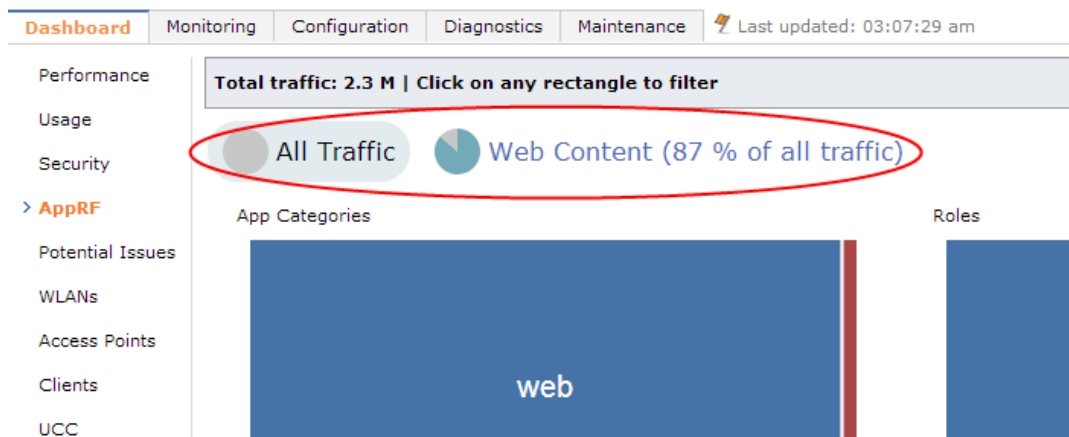 Dashboard Monitoring Configuration Diagnostics Maintenance Last updated: 03:07:29 am
Performance
Usage
Security
> AppRF
Potential Issues
WLANs
Access Points
Clients
UCC
Total traffic: 2.3 M | Click on any rectangle to filter
All Traffic Web Content (87 % of all traffic)
App Categories Roles
web